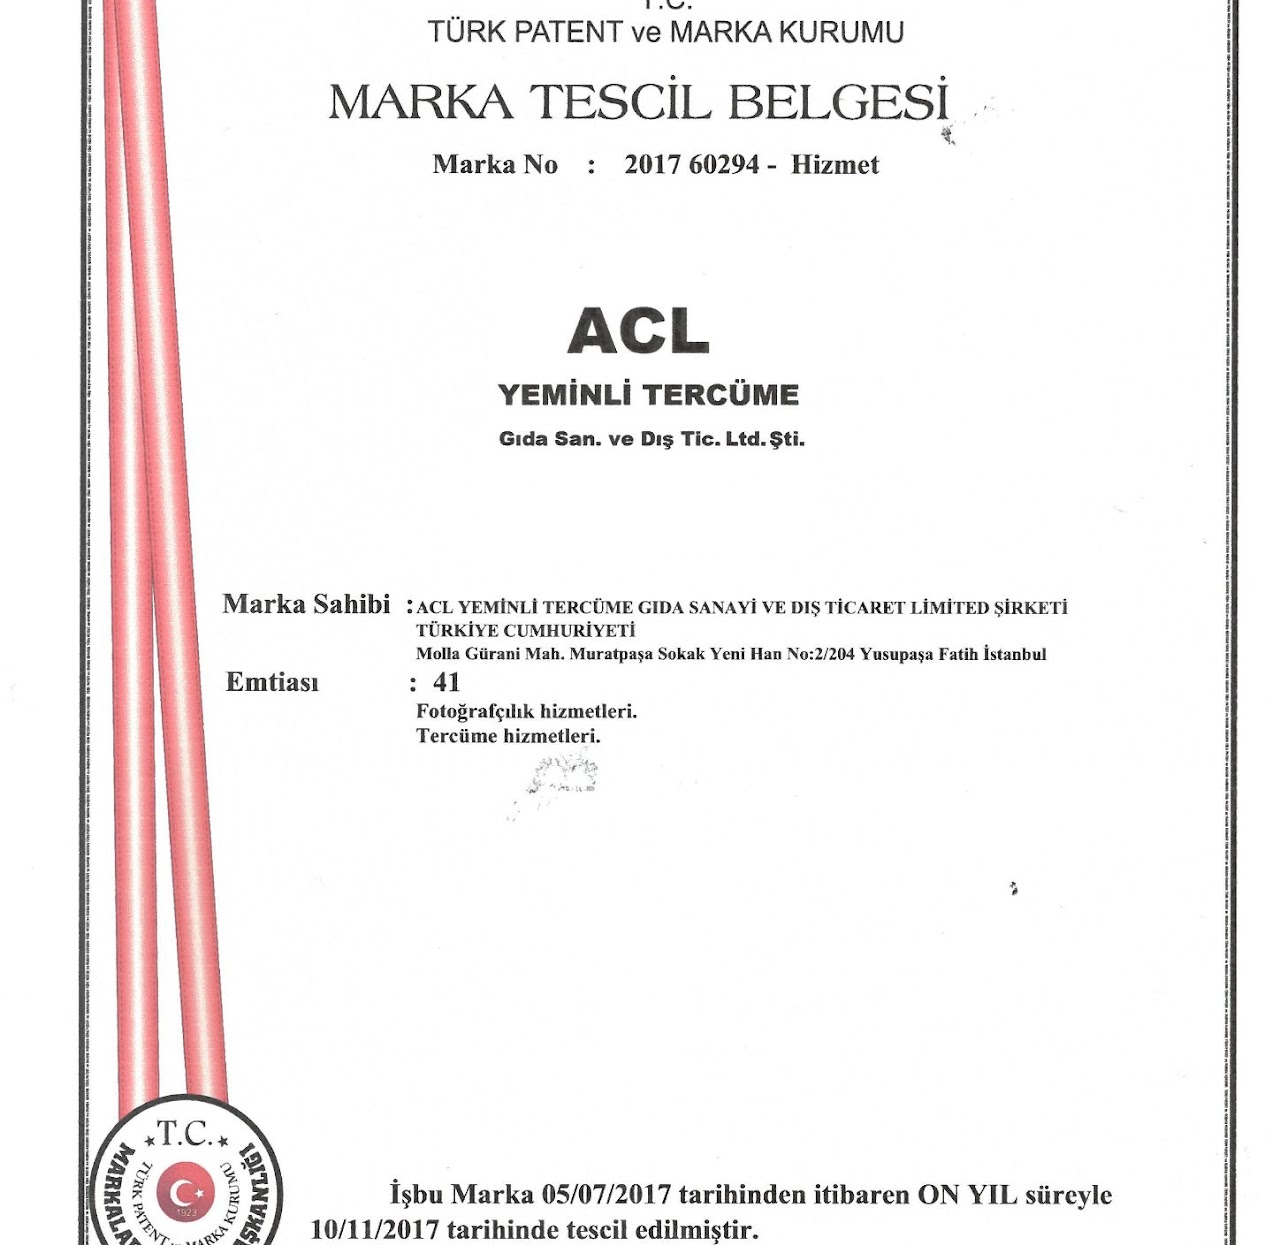 T.C.
TÜRK PATENT ve MARKA KURUMU
MARKA TESCİL BELGESİ
Marka No : 2017 60294 - Hizmet
ACL
YEMİNLİ TERCÜME
Gıda San. ve Dış Tic. Ltd. Şti.
Marka Sahibi : ACL YEMİNLİ TERCÜME GIDA SANAYİ VE DIŞ TİCARET LİMİTED ŞİRKETİ
TÜRKİYE CUMHURİYETİ
Molla Gürani Mah. Muratpaşa Sokak Yeni Han No:2/204 Yusupaşa Fatih İstanbul
Emtiası : 41
Fotoğrafçılık hizmetleri.
Tercüme hizmetleri.
T.C.
TÜRK PATENT ve MARKA KURUMU
1923
İşbu Marka 05/07/2017 tarihinden itibaren ON YIL süreyle
10/11/2017 tarihinde tescil edilmiştir.